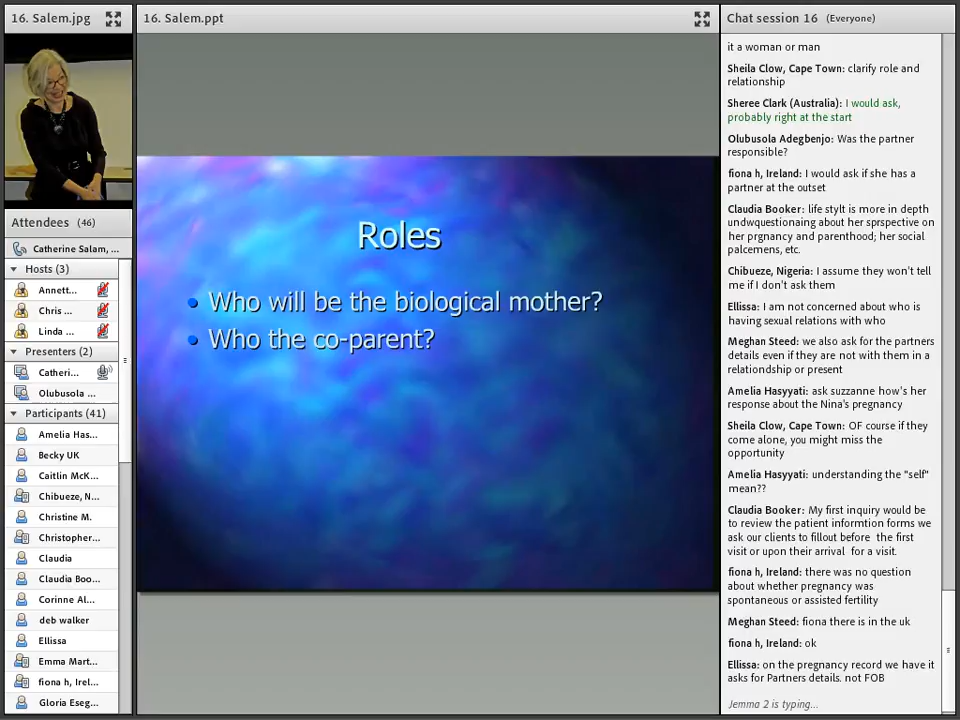 16. Salem.jpg
Attendees (46)
Catherine Salam, ...
Hosts (3)
Annett...
Chris ...
Linda ...
Presenters (2)
Catheri...
Olubusola ...
Participants (41)
Amelia Has...
Becky UK
Caitlin McK...
Chibueze, N...
Christine M.
Christopher...
Claudia
Claudia Boo...
Corinne Al...
deb walker
Ellissa
Emma Mart...
fiona h, Irel...
Gloria Eseg...
16. Salem.ppt
Roles
• Who will be the biological mother?
• Who the co-parent?
Chat session 16 (Everyone)
it a woman or man
Sheila Clow, Cape Town: clarify role and
relationship
Sheree Clark (Australia): I would ask,
probably right at the start
Olubusola Adegbenjo: Was the partner
responsible?
fiona h, Ireland: I would ask if she has a
partner at the outset
Claudia Booker: life stylt is more in depth
undwquestionaing about her sprspective on
her prgnancy and parenthood; her social
palcements, etc.
Chibueze, Nigeria: I assume they won't tell
me if I don't ask them
Ellissa: I am not concerned about who is
having sexual relations with who
Meghan Steed: we also ask for the partners
details even if they are not with them in a
relationship or present
Amelia Hasyyati: ask suzzanne how's her
response about the Nina's pregnancy
Sheila Clow, Cape Town: OF course if they
come alone, you might miss the
opportunity
Amelia Hasyyati: understanding the "self"
mean??
Claudia Booker: My first inquiry would be
to review the patient informtion forms we
ask our clients to fillout before the first
visit or upon their arrival for a visit.
fiona h, Ireland: there was no question
about whether pregnancy was
spontaneous or assisted fertility
Meghan Steed: fiona there is in the uk
fiona h, Ireland: ok
Ellissa: on the pregnancy record we have it
asks for Partners details. not FOB
Jemma 2 is typing...